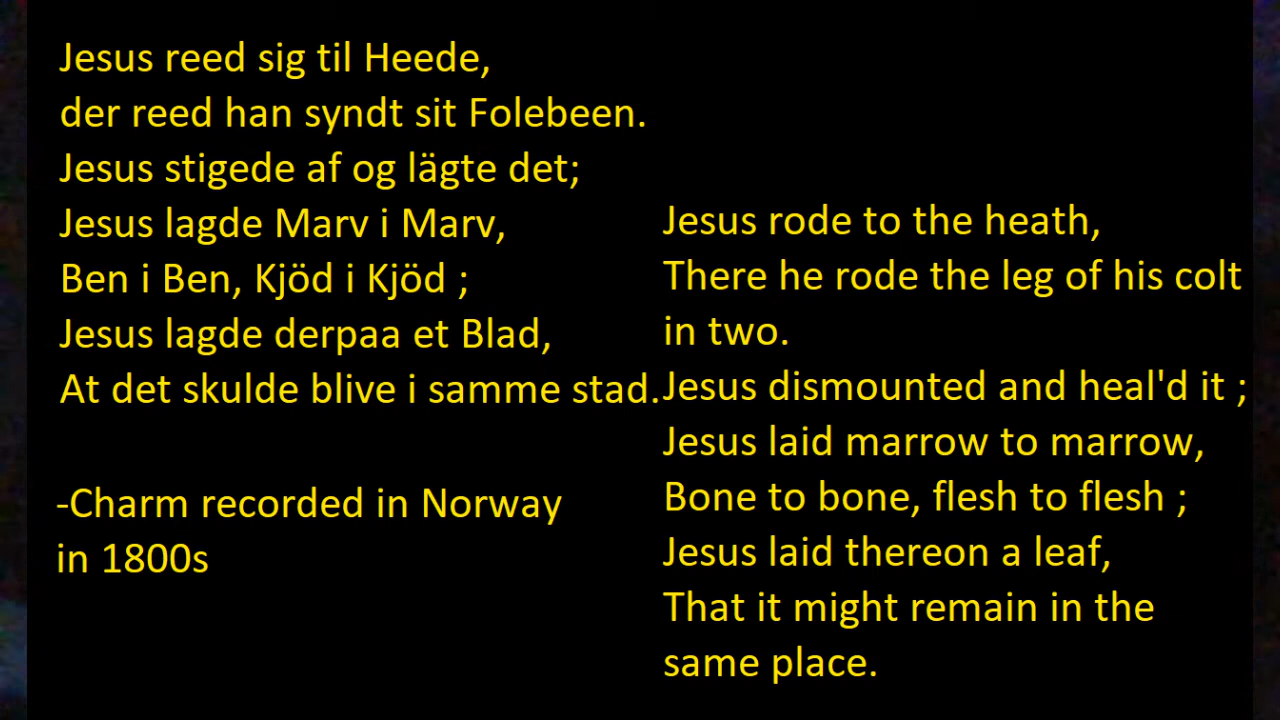 Jesus reed sig til Heede,
der reed han syndt sit Folebeen.
Jesus stigede af og lägte det;
Jesus lagde Marv i Marv,
Ben i Ben, Kjöd i Kjöd ;
Jesus lagde derpaa et Blad,
At det skulde blive i samme stad.
-Charm recorded in Norway
in 1800s
Jesus rode to the heath,
There he rode the leg of his colt
in two.
Jesus dismounted and heal'd it ;
Jesus laid marrow to marrow,
Bone to bone, flesh to flesh ;
Jesus laid thereon a leaf,
That it might remain in the
same place.